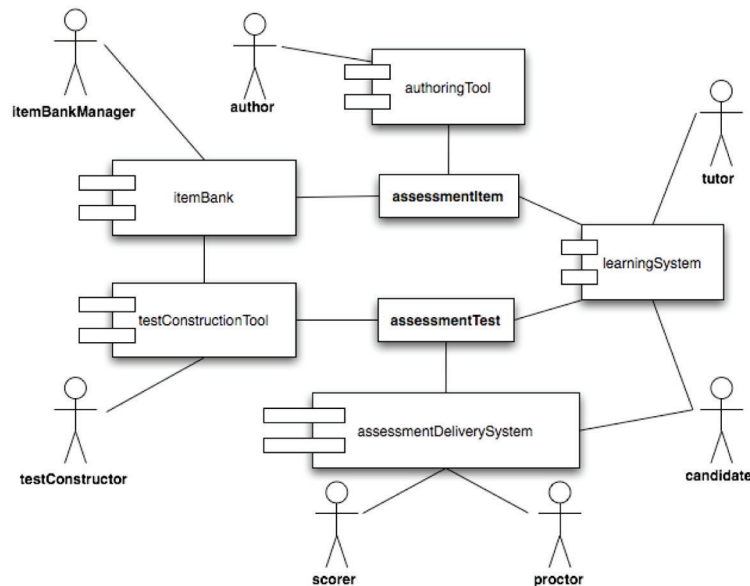 itemBankManager
author
authoringTool
tutor
itemBank
assessmentItem
learningSystem
testConstructionTool
assessmentTest
assessmentDeliverySystem
testConstructor
candidate
scorer
proctor